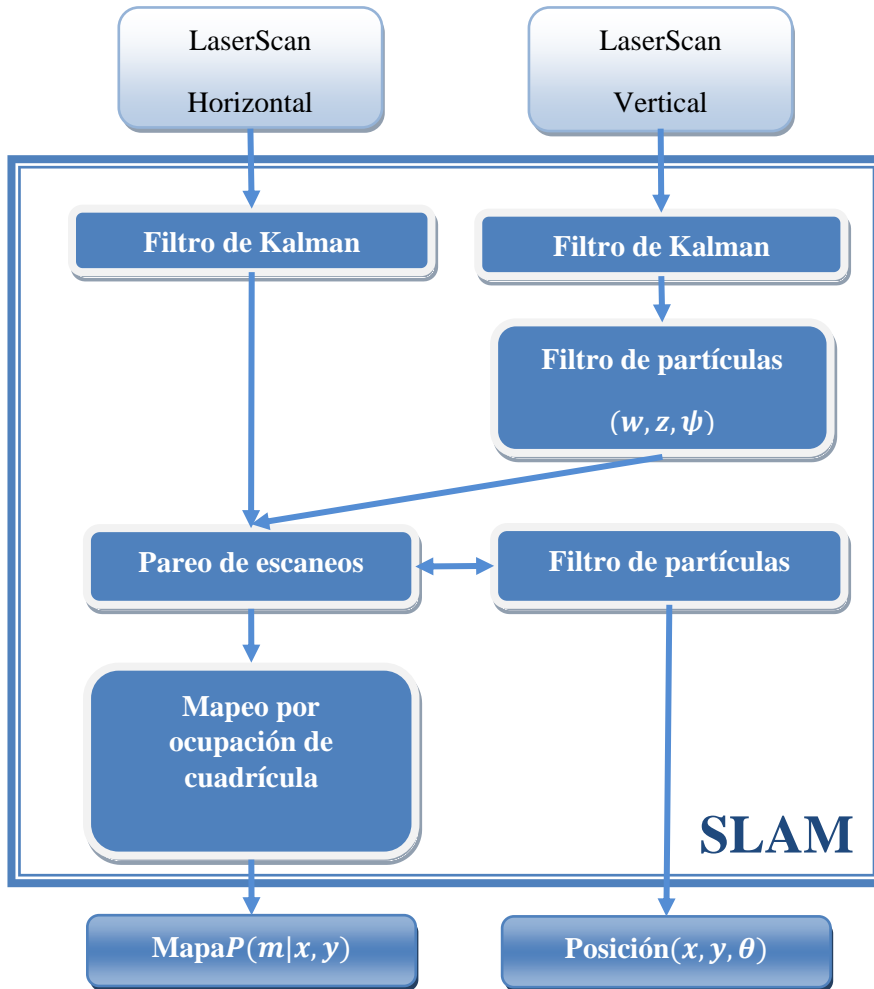 LaserScan
Horizontal
LaserScan
Vertical
Filtro de Kalman
Filtro de Kalman
Filtro de partículas
(w, z, ψ)
Pareo de escaneos
Filtro de partículas
Mapeo por
ocupación de
cuadrícula
SLAM
MapaP(m|x, y)
Posición(x, y, θ)